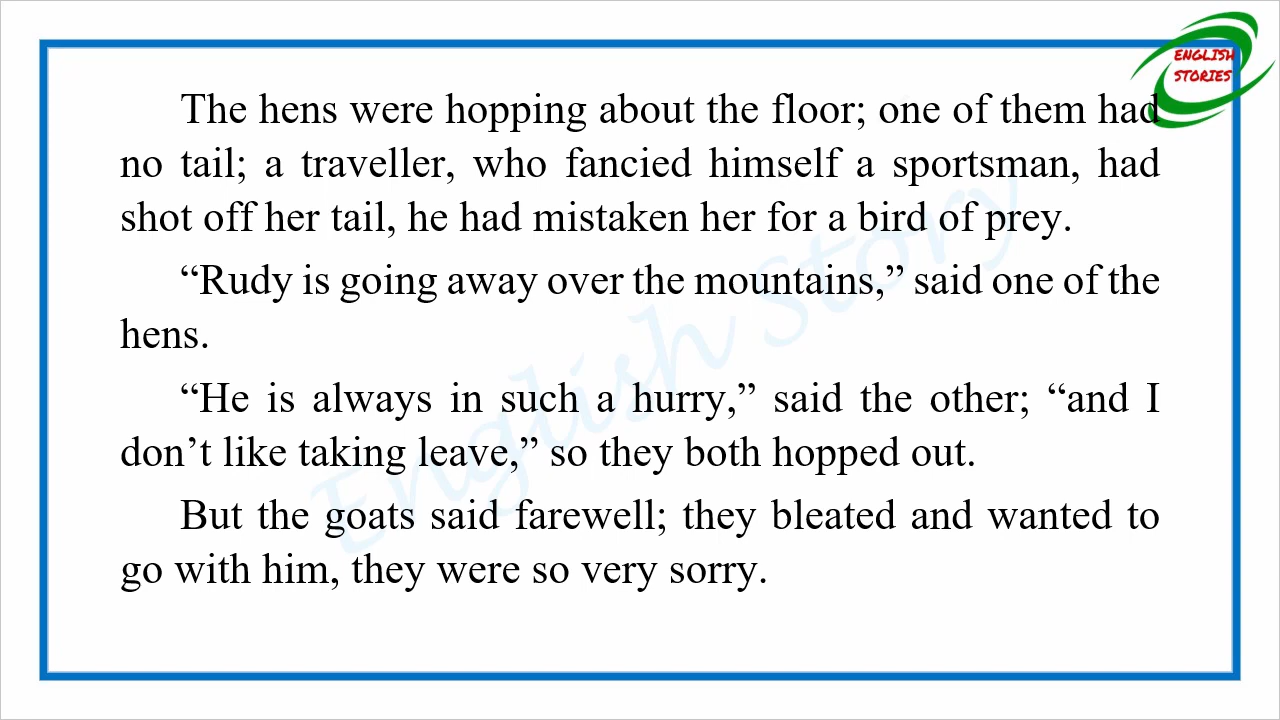 ENGLISH
STORIES
The hens were hopping about the floor; one of them had
no tail; a traveller, who fancied himself a sportsman, had
shot off her tail, he had mistaken her for a bird of prey.
“Rudy is going away over the mountains,” said one of the
hens.
“He is always in such a hurry,” said the other; “and I
don’t like taking leave,” so they both hopped out.
But the goats said farewell; they bleated and wanted to
go with him, they were so very sorry.
English Story